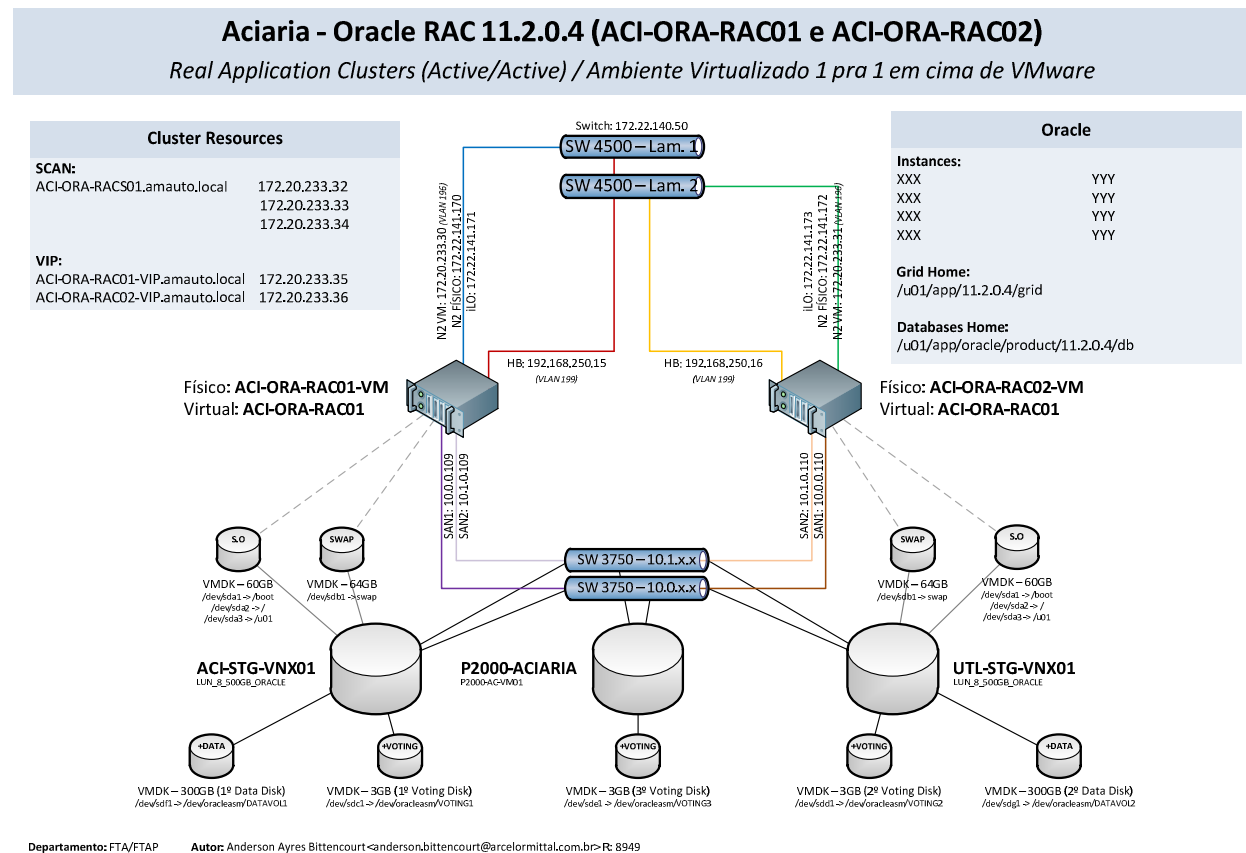 Aciaria - Oracle RAC 11.2.0.4 (ACI-ORA-RAC01 e ACI-ORA-RAC02)
Real Application Clusters (Active/Active) / Ambiente Virtualizado 1 pra 1 em cima de VMware
Cluster Resources
SCAN:
ACI-ORA-RACS01.amauto.local 172.20.233.32
172.20.233.33
172.20.233.34
VIP:
ACI-ORA-RAC01-VIP.amauto.local 172.20.233.35
ACI-ORA-RAC02-VIP.amauto.local 172.20.233.36
Switch: 172.22.140.50
SW 4500 – Lam. 1
SW 4500 – Lam. 2
Oracle
Instances:
XXX YYY
XXX YYY
XXX YYY
XXX YYY
Grid Home:
/u01/app/11.2.0.4/grid
Databases Home:
/u01/app/oracle/product/11.2.0.4/db
N2 VM: 172.20.233.30 (VLAN 196)
N2 FÍSICO: 172.22.141.170
iLO: 172.22.141.171
iLO: 172.22.141.173
N2 FÍSICO: 172.22.141.172
N2 VM: 172.20.233.31 (VLAN 196)
HB: 192.168.250.15
(VLAN 199)
HB: 192.168.250.16
(VLAN 199)
Físico: ACI-ORA-RAC01-VM
Virtual: ACI-ORA-RAC01
Físico: ACI-ORA-RAC02-VM
Virtual: ACI-ORA-RAC01
SAN1: 10.0.0.109
SAN2: 10.1.0.109
SAN2: 10.1.0.110
SAN1: 10.0.0.110
SW 3750 – 10.1.x.x
SW 3750 – 10.0.x.x
S.O
VMDK – 60GB
/dev/sda1 -> /boot
/dev/sda2 -> /
/dev/sda3 -> /u01
SWAP
VMDK – 64GB
/dev/sdb1 -> swap
SWAP
VMDK – 64GB
/dev/sdb1 -> swap
S.O
VMDK – 60GB
/dev/sda1 -> /boot
/dev/sda2 -> /
/dev/sda3 -> /u01
ACI-STG-VNX01
LUN_8_500GB_ORACLE
P2000-ACIARIA
P2000-AC-VM01
UTL-STG-VNX01
LUN_8_500GB_ORACLE
+DATA
VMDK – 300GB (1º Data Disk)
/dev/sdf1 -> /dev/oracleasm/DATAVOL1
+VOTING
VMDK – 3GB (1º Voting Disk)
/dev/sdc1 -> /dev/oracleasm/VOTING1
+VOTING
VMDK – 3GB (3º Voting Disk)
/dev/sde1 -> /dev/oracleasm/VOTING3
+VOTING
VMDK – 3GB (2º Voting Disk)
/dev/sdd1 -> /dev/oracleasm/VOTING2
+DATA
VMDK – 300GB (2º Data Disk)
/dev/sdg1 -> /dev/oracleasm/DATAVOL2
Departamento: FTA/FTAP Autor: Anderson Ayres Bittencourt <anderson.bittencourt@arcelormittal.com.br> R: 8949